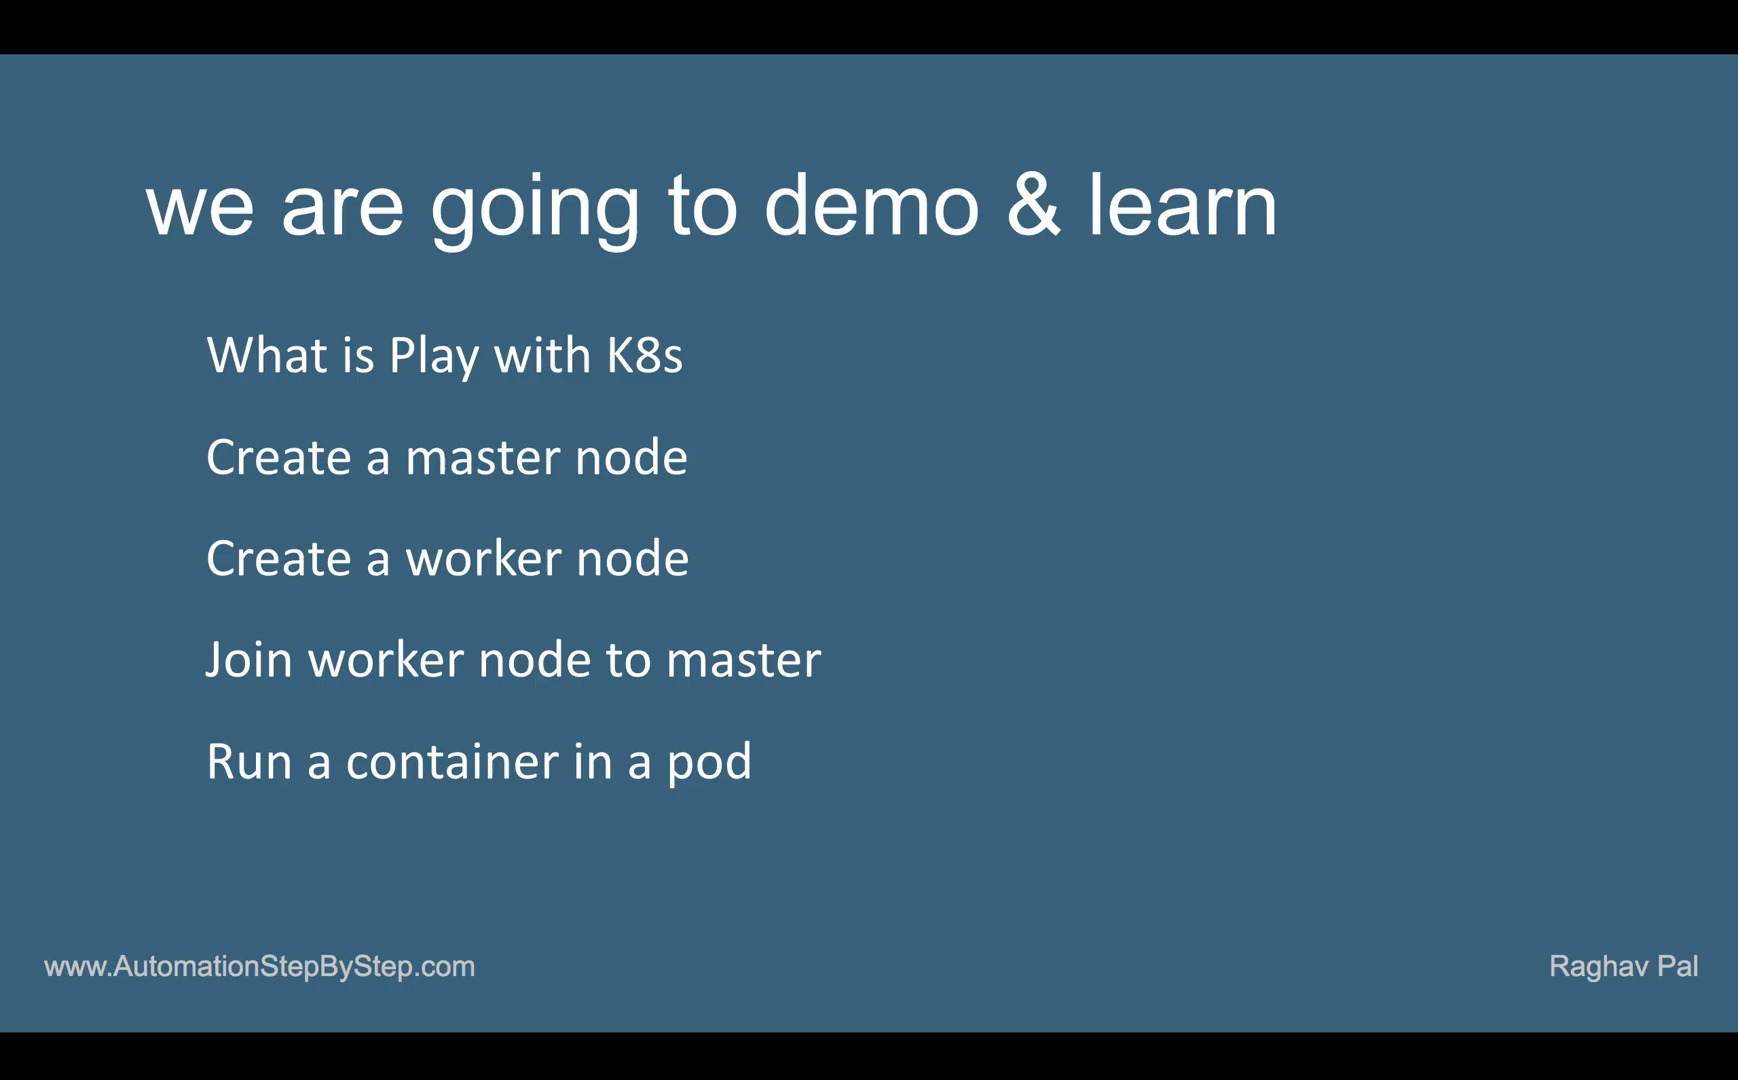 we are going to demo & learn
What is Play with K8s
Create a master node
Create a worker node
Join worker node to master
Run a container in a pod
www.AutomationStepByStep.com
Raghav Pal